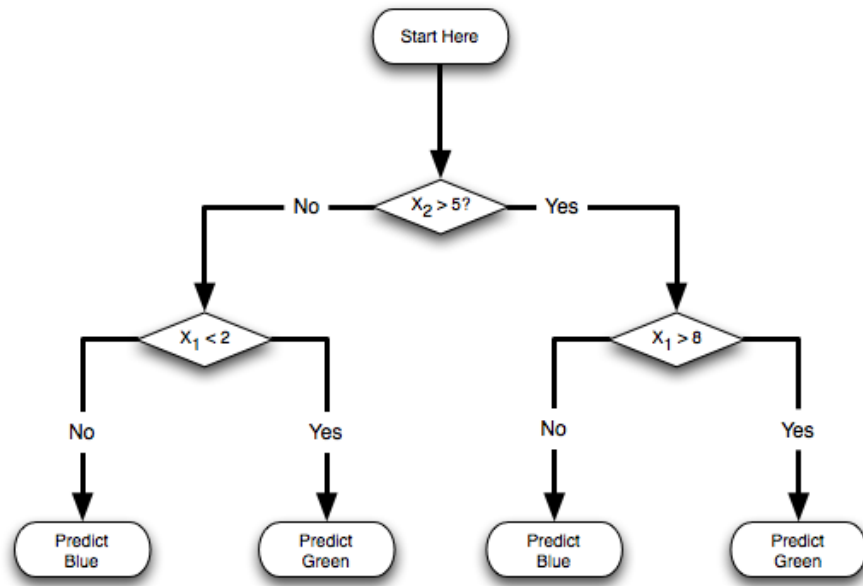 Start Here
X₂ > 5?
No
Yes
X₁ < 2
X₁ > 8
No
Yes
No
Yes
Predict
Blue
Predict
Green
Predict
Blue
Predict
Green